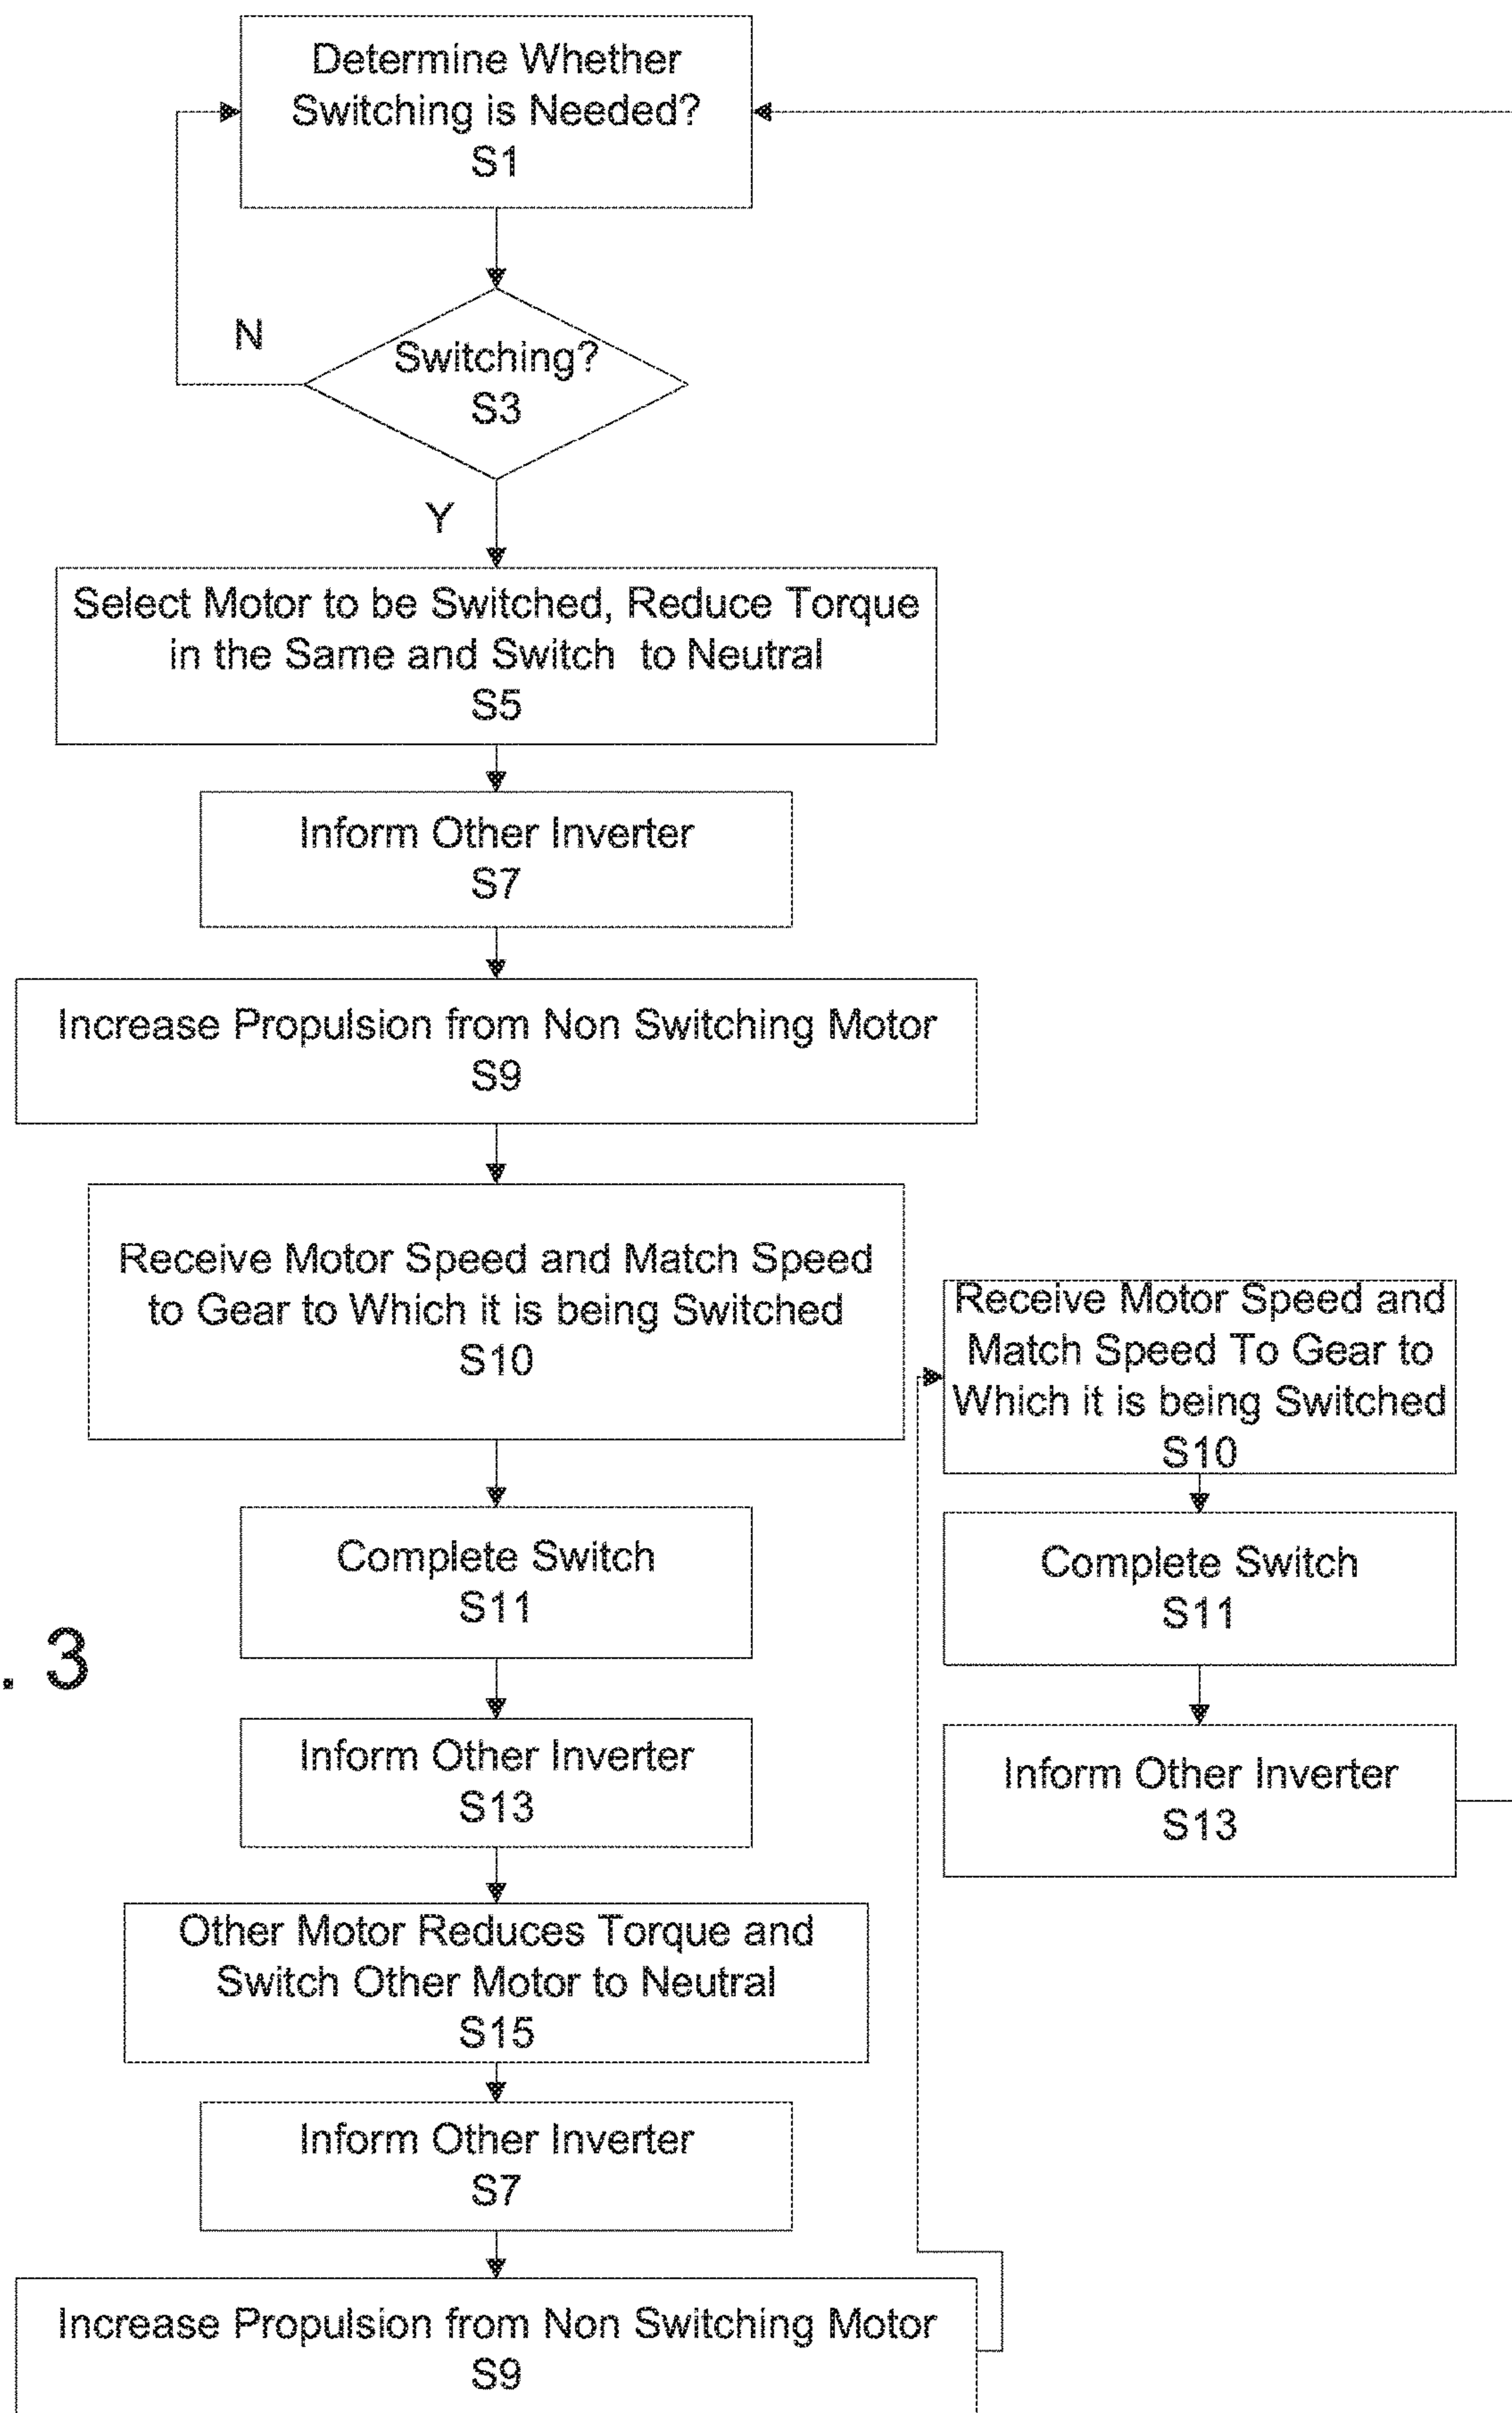 Determine Whether
Switching is Needed?
S1
N
Switching?
S3
Y
Select Motor to be Switched, Reduce Torque
in the Same and Switch to Neutral
S5
Inform Other Inverter
S7
Increase Propulsion from Non Switching Motor
S9
Receive Motor Speed and Match Speed
to Gear to Which it is being Switched
S10
Complete Switch
S11
. 3
Inform Other Inverter
S13
Other Motor Reduces Torque and
Switch Other Motor to Neutral
S15
Inform Other Inverter
S7
Increase Propulsion from Non Switching Motor
S9
Receive Motor Speed and
Match Speed To Gear to
Which it is being Switched
S10
Complete Switch
S11
Inform Other Inverter
S13